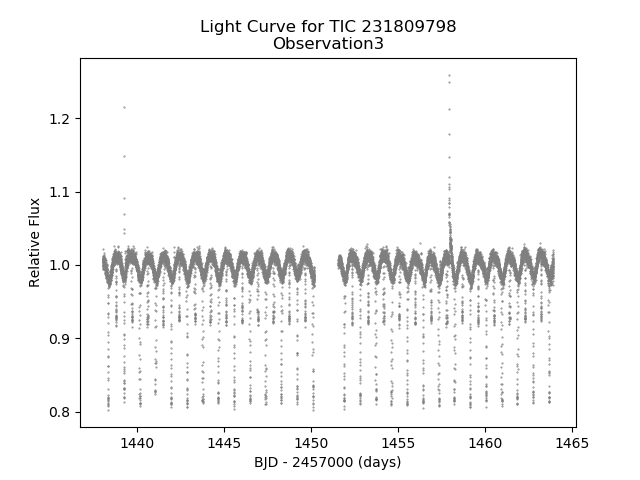 Light Curve for TIC 231809798
Observation3
Relative Flux
1.2
1.1
1.0
0.9
0.8
1440
1445
1450
1455
1460
1465
BJD - 2457000 (days)